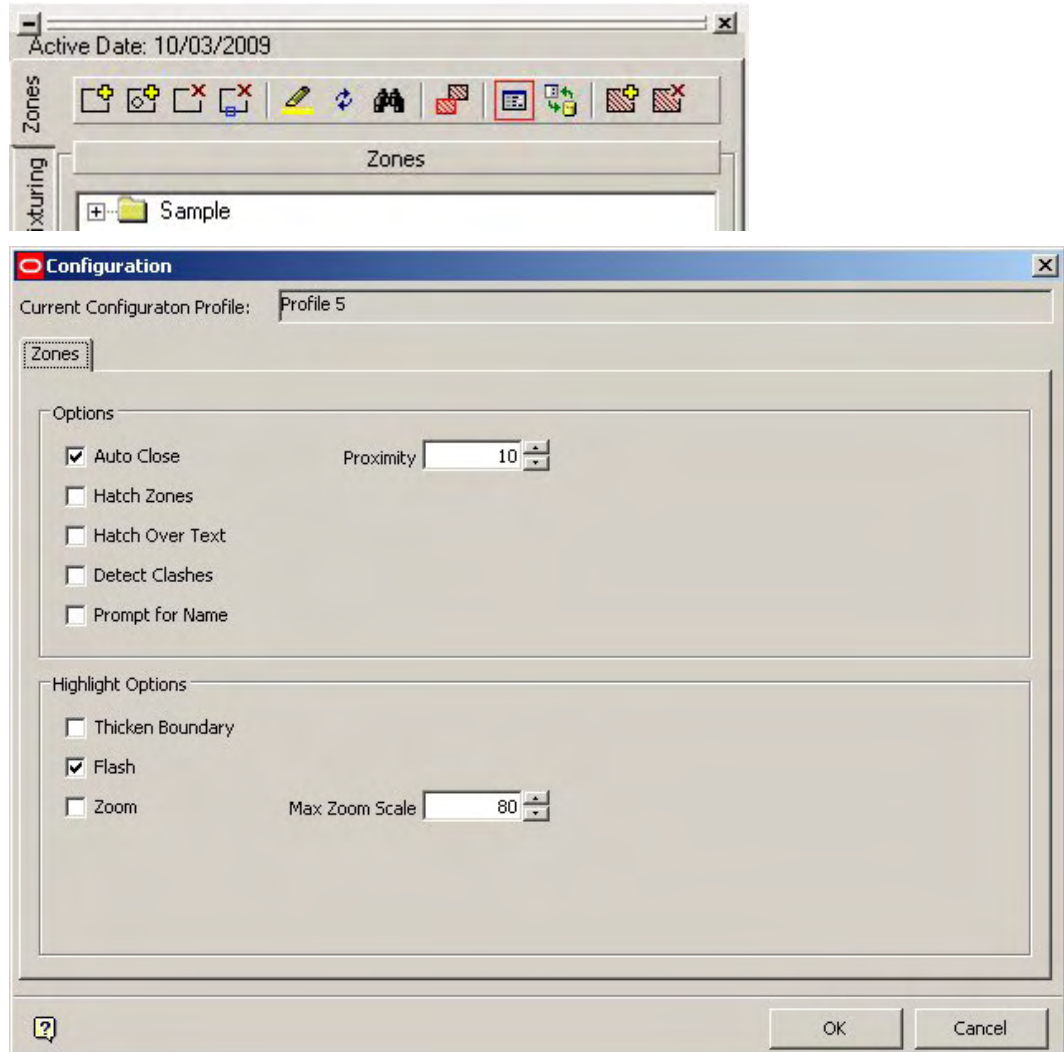 Active Date: 10/03/2009
Zones
Zones
Sample
Configuration
Current Configuraton Profile: Profile 5
Zones
Options
Auto Close Proximity 10
Hatch Zones
Hatch Over Text
Detect Clashes
Prompt for Name
Highlight Options
Thicken Boundary
Flash
Zoom Max Zoom Scale 80
OK Cancel